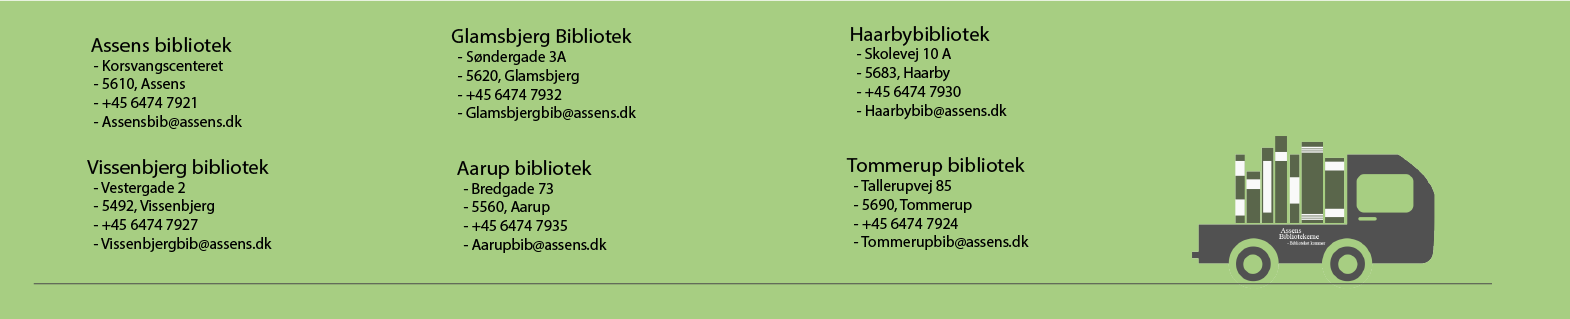 Assens bibliotek
- Korsvangscenteret
- 5610, Assens
- +45 6474 7921
- Assensbib@assens.dk
Glamsbjerg Bibliotek
- Søndergade 3A
- 5620, Glamsbjerg
- +45 6474 7932
- Glamsbjergbib@assens.dk
Haarbybibliotek
- Skolevej 10 A
- 5683, Haarby
- +45 6474 7930
- Haarbybib@assens.dk
Vissenbjerg bibliotek
- Vestergade 2
- 5492, Vissenbjerg
- +45 6474 7927
- Vissenbjergbib@assens.dk
Aarup bibliotek
- Bredgade 73
- 5560, Aarup
- +45 6474 7935
- Aarupbib@assens.dk
Tommerup bibliotek
- Tallerupvej 85
- 5690, Tommerup
- +45 6474 7924
- Tommerupbib@assens.dk
Assens
Bibliotekerne
- Biblioteket kommer